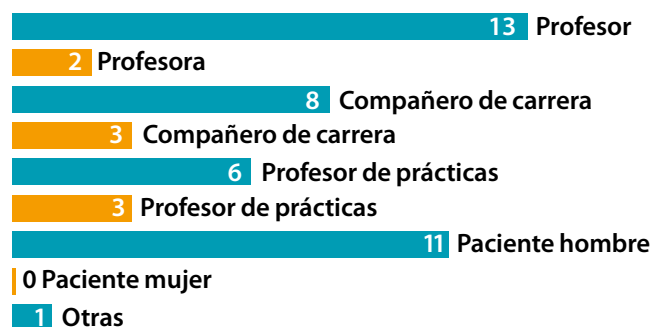 13 Profesor
2 Profesora
8 Compañero de carrera
3 Compañero de carrera
6 Profesor de prácticas
3 Profesor de prácticas
11 Paciente hombre
0 Paciente mujer
1 Otras